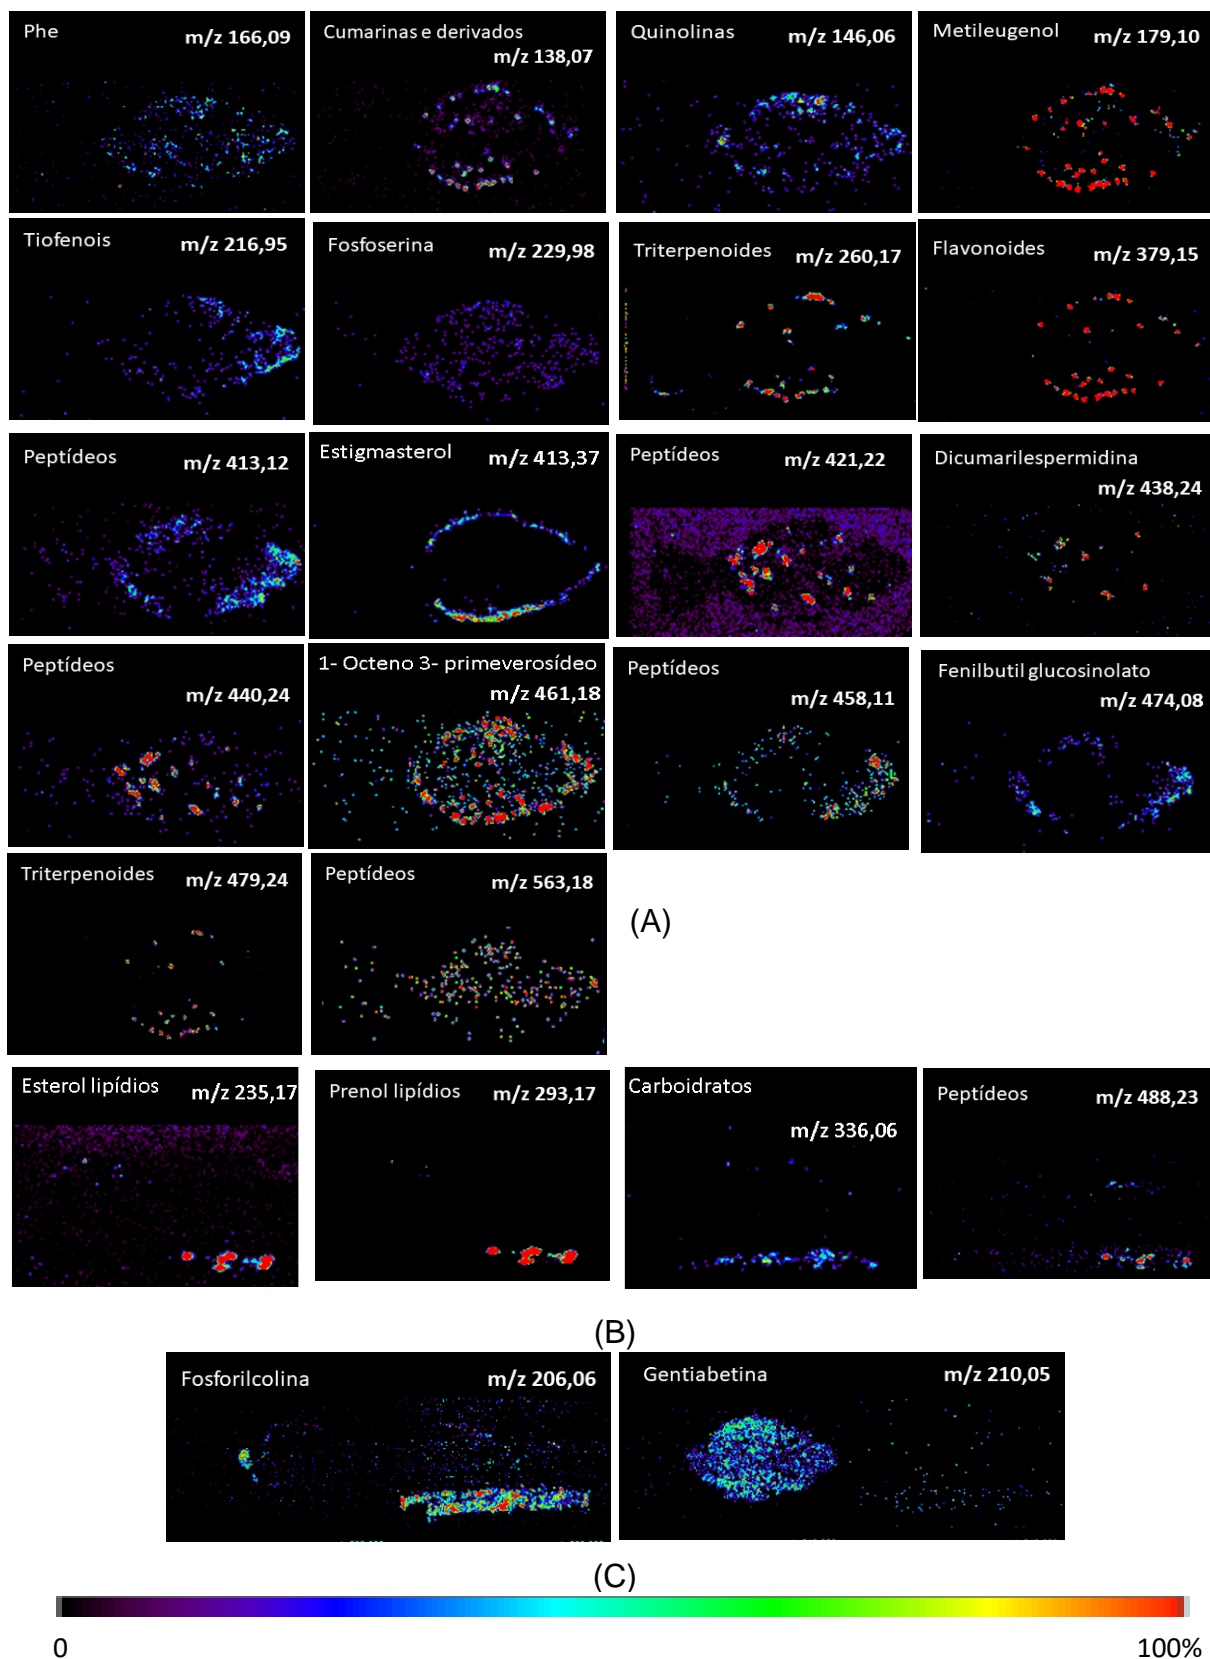 Phe
m/z 166,09
Cumarinas e derivados
m/z 138,07
Quinolinas
m/z 146,06
Metileugenol
m/z 179,10
Tiofenois
m/z 216,95
Fosfoserina
m/z 229,98
Triterpenoides
m/z 260,17
Flavonoides
m/z 379,15
Peptídeos
m/z 413,12
Estigmasterol
m/z 413,37
Peptídeos
m/z 421,22
Dicumarilespermidina
m/z 438,24
Peptídeos
m/z 440,24
1- Octeno 3- primeverosídeo
m/z 461,18
Peptídeos
m/z 458,11
Fenilbutil glucosinolato
m/z 474,08
Triterpenoides
m/z 479,24
Peptídeos
m/z 563,18
(A)
Esterol lipídios
m/z 235,17
Prenol lipídios
m/z 293,17
Carboidratos
m/z 336,06
Peptídeos
m/z 488,23
(B)
Fosforilcolina
m/z 206,06
Gentiabetina
m/z 210,05
(C)
0
100%